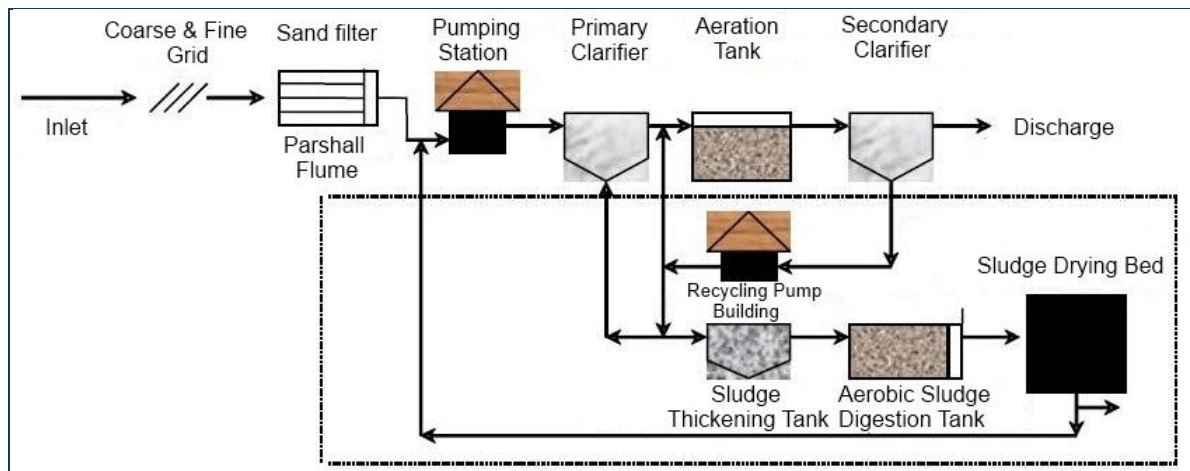 Coarse & Fine
Grid
Sand filter
Pumping
Station
Primary
Clarifier
Aeration
Tank
Secondary
Clarifier
Inlet
Parshall
Flume
Discharge
Recycling Pump
Building
Sludge Drying Bed
Sludge
Thickening Tank
Aerobic Sludge
Digestion Tank